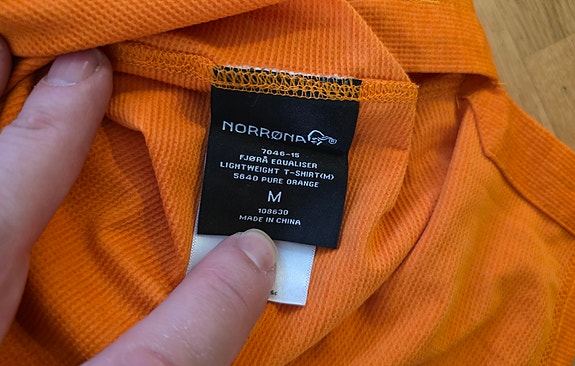 NORRØNA
7046-15
FJØRÅ EQUALISER
LIGHTWEIGHT T-SHIRT(M)
5640 PURE ORANGE
M
108630
MADE IN CHINA